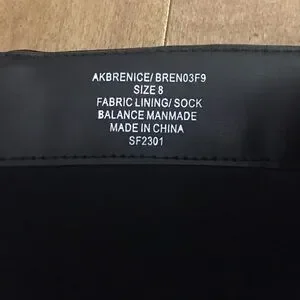 AKBRENICE/ BREN03F9
SIZE 8
FABRIC LINING/ SOCK
BALANCE MANMADE
MADE IN CHINA
SF2301